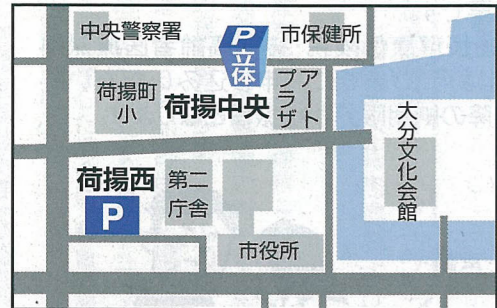 中央警察署
P
立体
市保健所
荷揚町
小
荷揚中央
アート
プラザ
大分文化会館
荷揚西
P
第二
庁舎
市役所